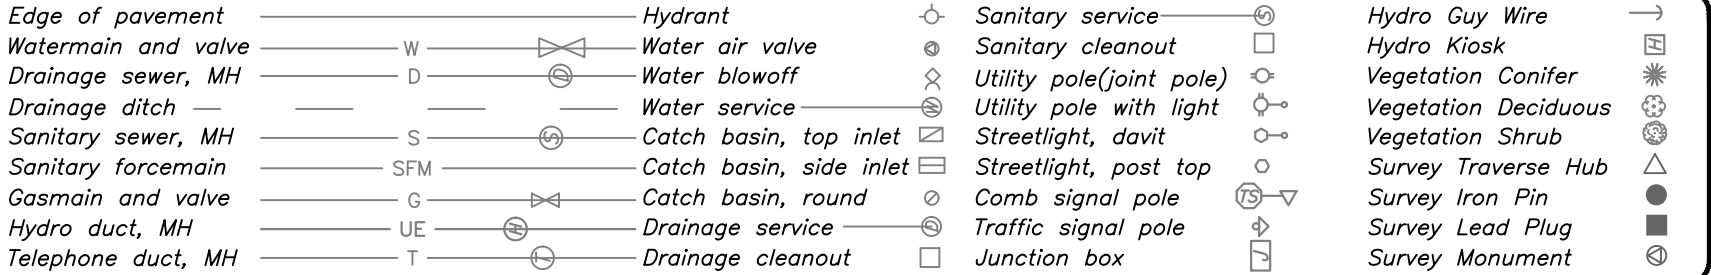 Edge of pavement Hydrant Sanitary service S Hydro Guy Wire
Watermain and valve W Water air valve Sanitary cleanout Hydro Kiosk H
Drainage sewer, MH D D Water blowoff Utility pole(joint pole) Vegetation Conifer
Drainage ditch Water service W Utility pole with light Vegetation Deciduous
Sanitary sewer, MH S S Catch basin, top inlet Streetlight, davit Vegetation Shrub
Sanitary forcemain SFM Catch basin, side inlet Streetlight, post top Survey Traverse Hub
Gasmain and valve G Catch basin, round Comb signal pole TS Survey Iron Pin
Hydro duct, MH UE H Drainage service D Traffic signal pole Survey Lead Plug
Telephone duct, MH T T Drainage cleanout Junction box J Survey Monument